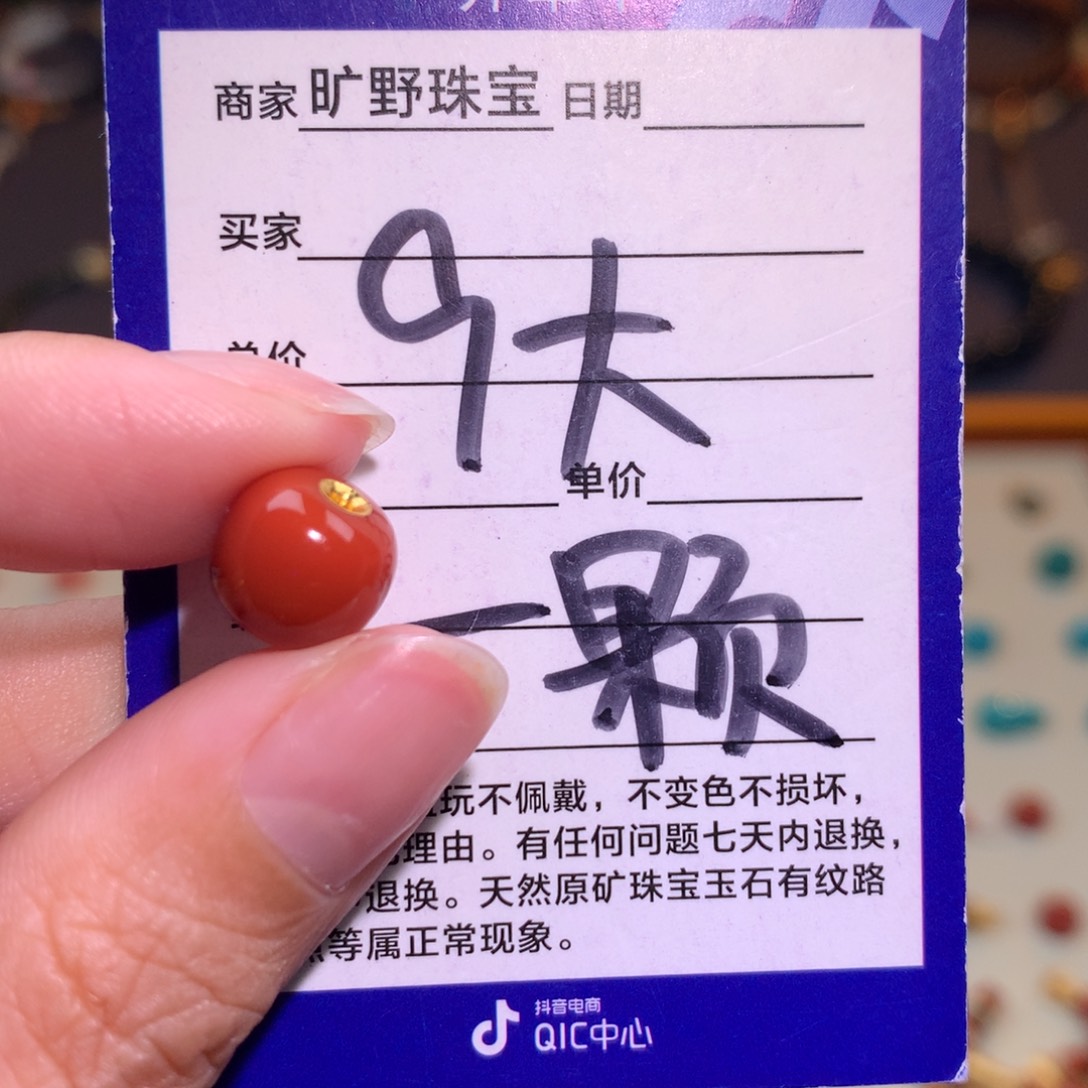 商家 旷野珠宝 日期
买家
9大
单价
单价
一颗
玩不佩戴，不变色不损坏，
理由。有任何问题七天内退换，
退换。天然原矿珠宝玉石有纹路
等属正常现象。
抖音电商
QIC中心